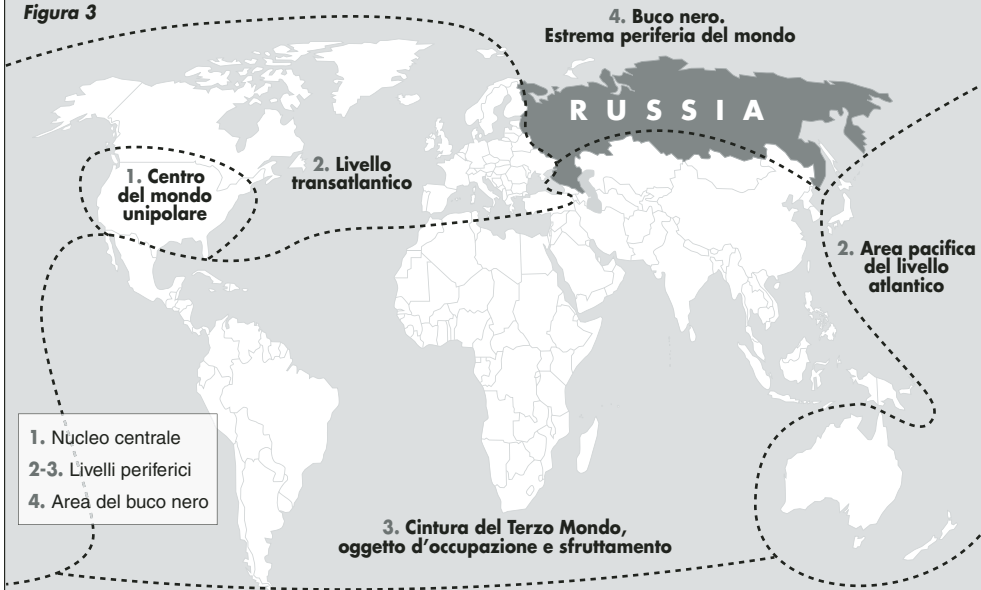 Figura 3
4. Buco nero.
Estrema periferia del mondo
RUSSIA
1. Centro
del mondo
unipolare
2. Livello
transatlantico
2. Area pacifica
del livello
atlantico
1. Nucleo centrale
2-3. Livelli periferici
4. Area del buco nero
3. Cintura del Terzo Mondo,
oggetto d'occupazione e sfruttamento